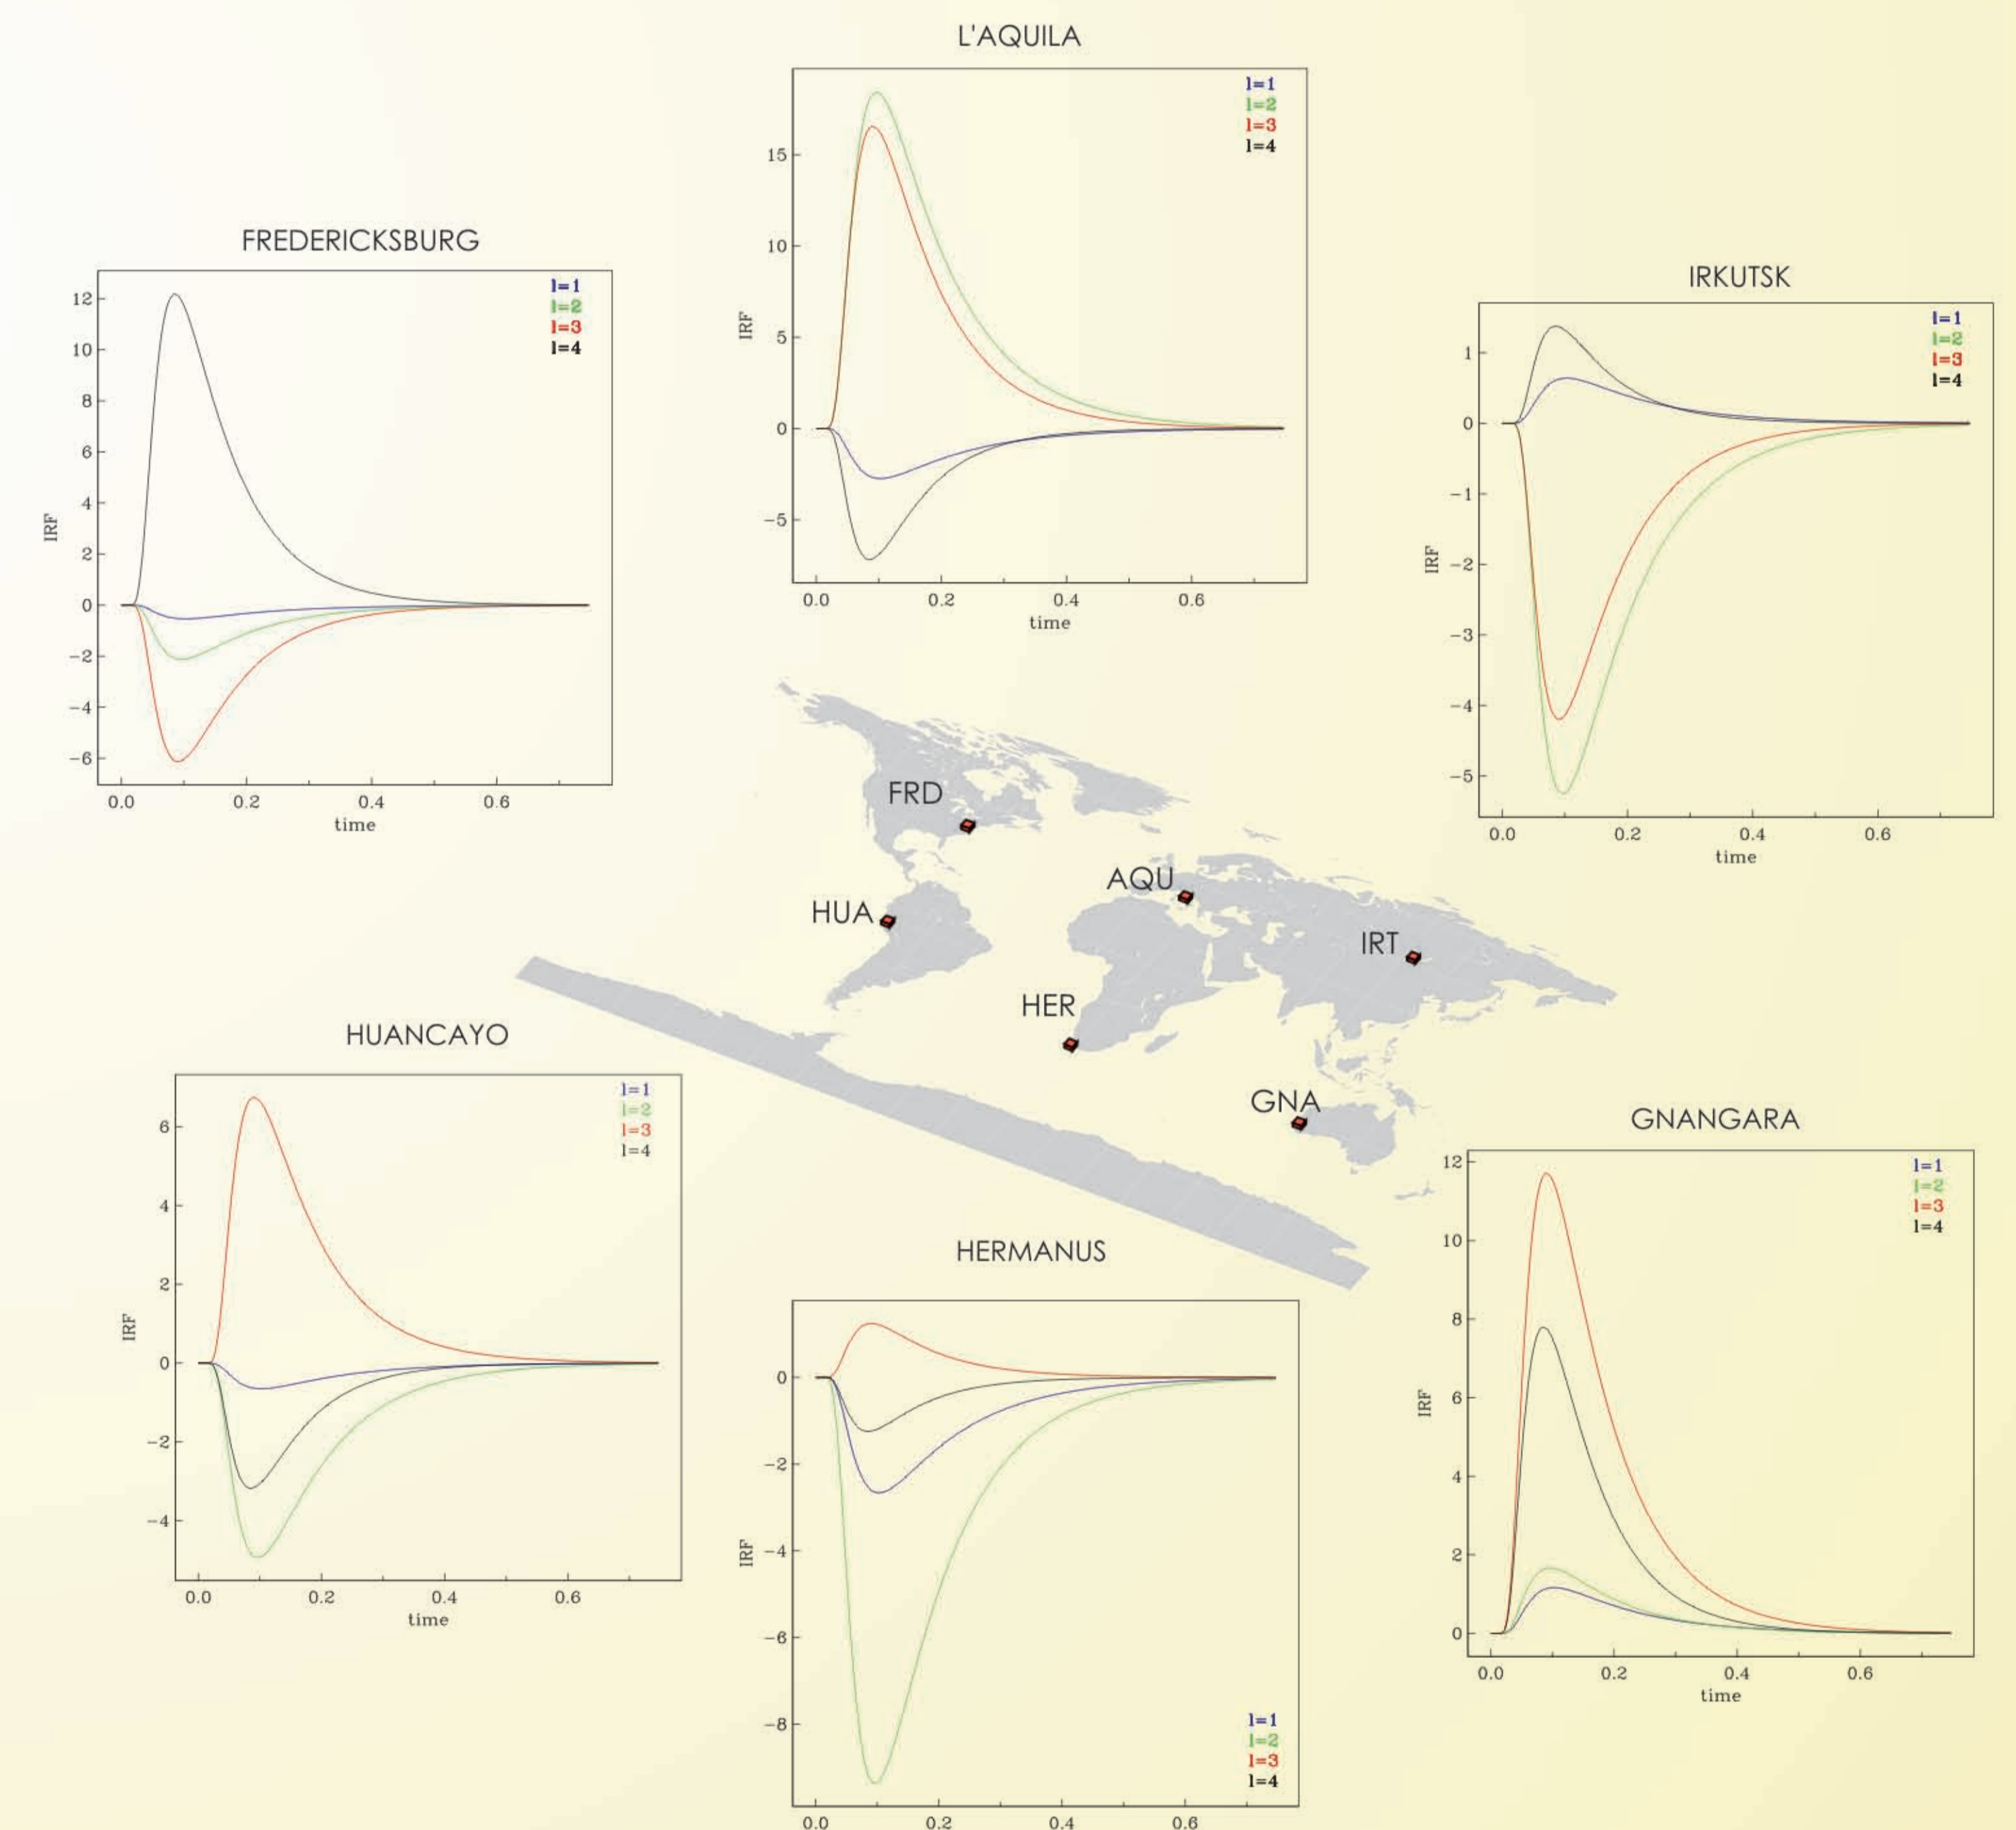 L'AQUILA
l=1
l=2
l=3
l=4
15
10
5
0
−5
IRF
0.0 0.2 0.4 0.6
time
FREDERICKSBURG
l=1
l=2
l=3
l=4
12
10
8
6
4
2
0
−2
−4
−6
IRF
0.0 0.2 0.4 0.6
time
IRKUTSK
l=1
l=2
l=3
l=4
1
0
−1
−2
−3
−4
−5
IRF
0.0 0.2 0.4 0.6
time
FRD
AQU
HUA
IRT
HER
GNA
HUANCAYO
l=1
l=2
l=3
l=4
6
4
2
0
−2
−4
IRF
0.0 0.2 0.4 0.6
time
HERMANUS
0
−2
−4
−6
−8
IRF
l=1
l=2
l=3
l=4
0.0 0.2 0.4 0.6
GNANGARA
l=1
l=2
l=3
l=4
12
10
8
6
4
2
0
IRF
0.0 0.2 0.4 0.6
time